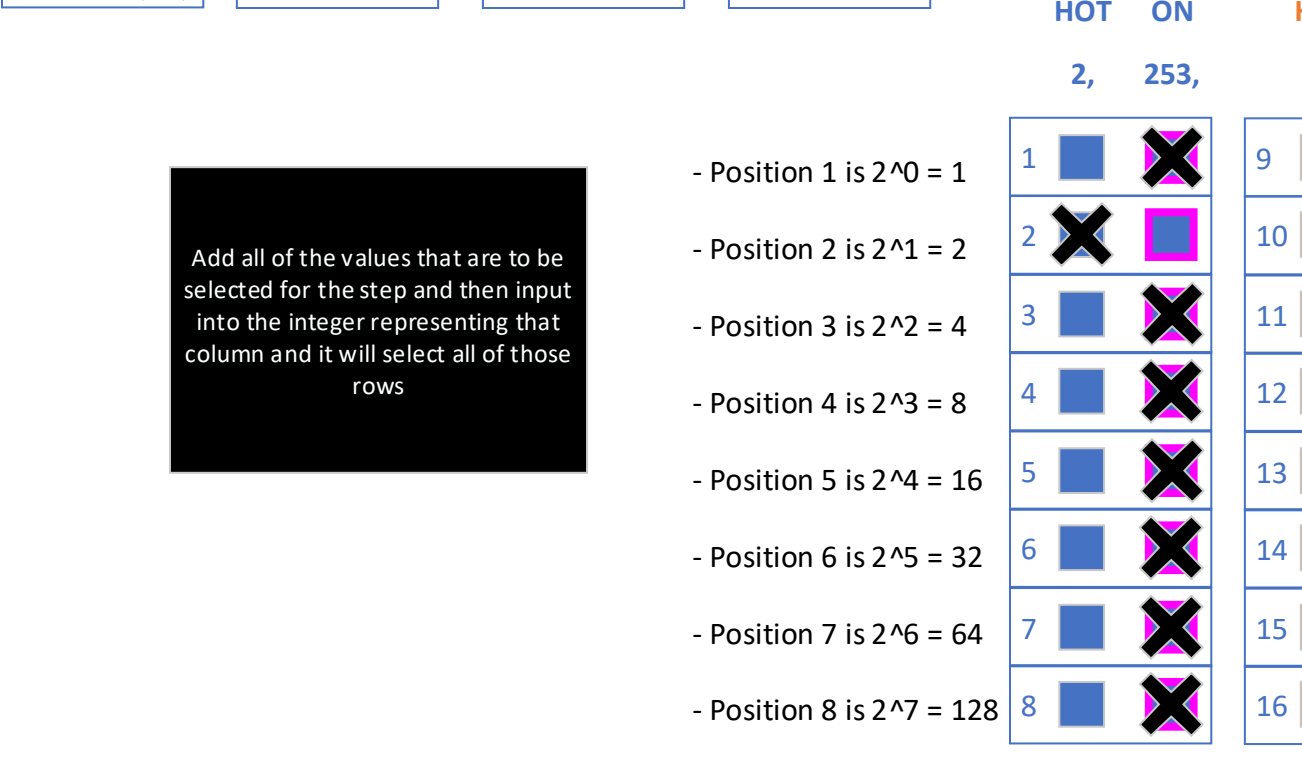 HOT ON
2, 253,
Add all of the values that are to be
selected for the step and then input
into the integer representing that
column and it will select all of those
rows
- Position 1 is 2^0 = 1
- Position 2 is 2^1 = 2
- Position 3 is 2^2 = 4
- Position 4 is 2^3 = 8
- Position 5 is 2^4 = 16
- Position 6 is 2^5 = 32
- Position 7 is 2^6 = 64
- Position 8 is 2^7 = 128
1
2
3
4
5
6
7
8
9
10
11
12
13
14
15
16